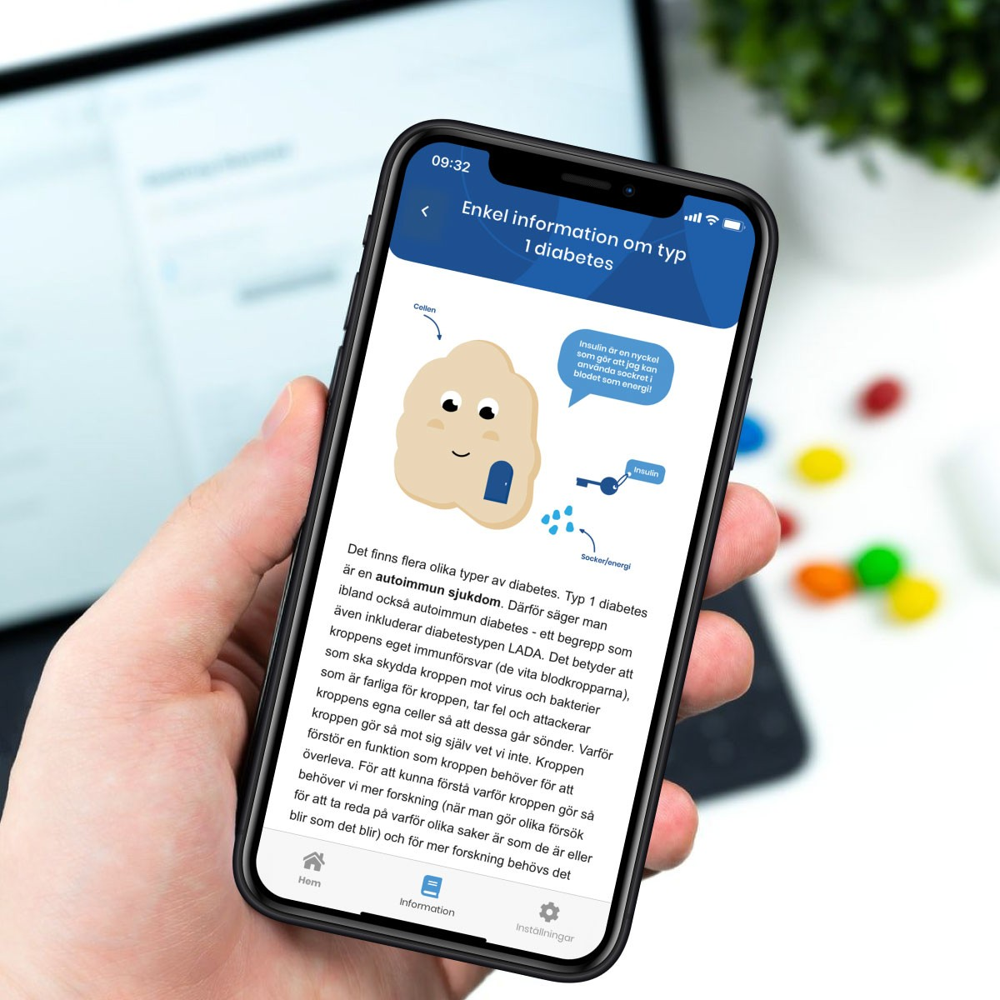 09:32
Enkel information om typ
1 diabetes
Cellen
Insulin är en nyckel
som gör att jag kan
använda sockret i
blodet som energi!
Insulin
Socker/energi
Det finns flera olika typer av diabetes. Typ 1 diabetes
är en autoimmun sjukdom. Därför säger man
ibland också autoimmun diabetes - ett begrepp som
även inkluderar diabetestypen LADA. Det betyder att
kroppens eget immunförsvar (de vita blodkropparna),
som ska skydda kroppen mot virus och bakterier
som är farliga för kroppen, tar fel och attackerar
kroppens egna celler så att dessa går sönder. Varför
kroppen gör så mot sig själv vet vi inte. Kroppen
förstör en funktion som kroppen behöver för att
överleva. För att kunna förstå varför kroppen gör så
behöver vi mer forskning (när man gör olika försök
för att ta reda på varför olika saker är som de är eller
blir som det blir) och för mer forskning behövs det
Hem
Information
Inställningar